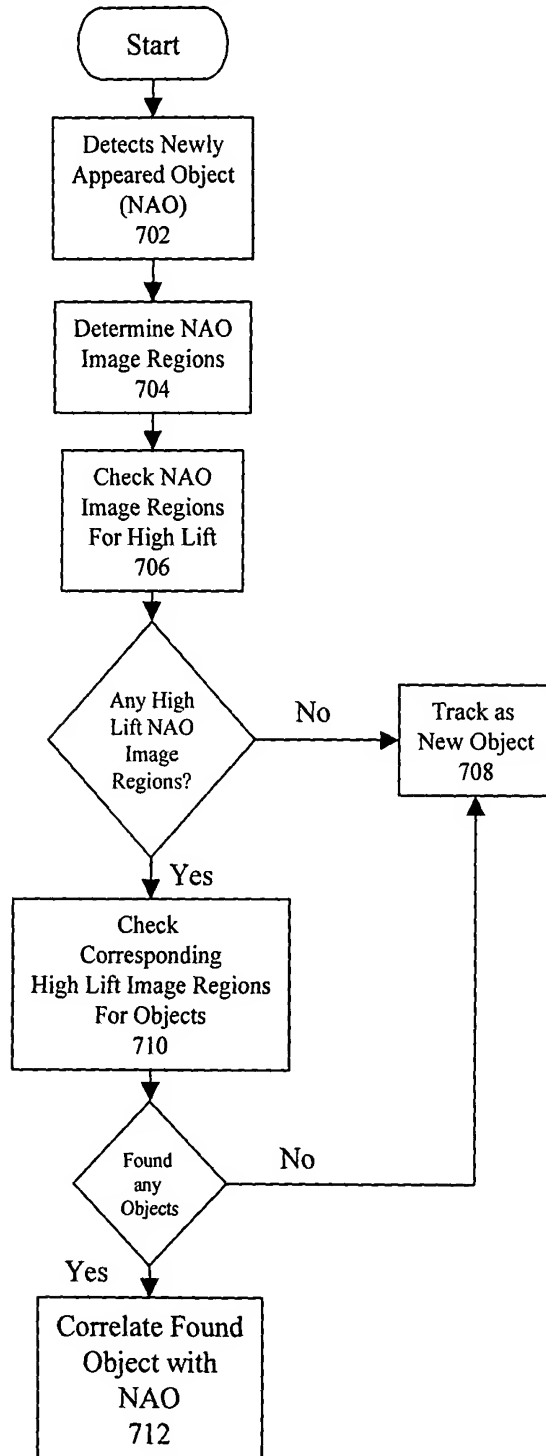 Start
Detects Newly
Appeared Object
(NAO)
702
Determine NAO
Image Regions
704
Check NAO
Image Regions
For High Lift
706
Any High
Lift NAO
Image
Regions?
No
Track as
New Object
708
Yes
Check
Corresponding
High Lift Image Regions
For Objects
710
Found
any
Objects
No
Yes
Correlate Found
Object with
NAO
712